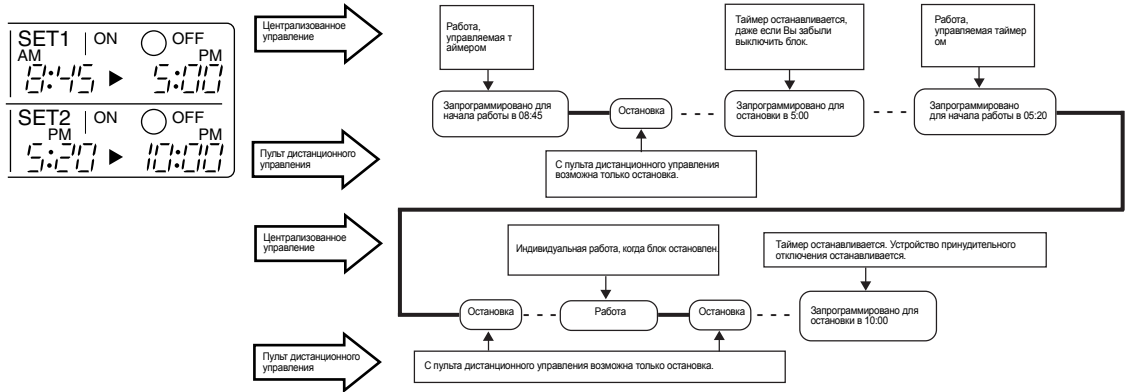 SET1 ON OFF
AM PM
8:45 ▶ 5:00
SET2 ON OFF
PM PM
5:20 ▶ 10:00
Централизованное
управление
Работа,
управляемая т
аймером
Таймер останавливается,
даже если Вы забыли
выключить блок.
Работа,
управляемая таймер
ом
Запрограммировано для
начала работы в 08:45
Остановка
Запрограммировано для
остановки в 5:00
Запрограммировано
для начала работы в 05:20
Пульт дистанционного
управления
С пульта дистанционного управления
возможна только остановка.
Централизованное
управление
Индивидуальная работа, когда блок остановлен.
Таймер останавливается. Устройство принудительного
отключения останавливается.
Остановка
Работа
Остановка
Запрограммировано для
остановки в 10:00
Пульт дистанционного
управления
С пульта дистанционного управления возможна только остановка.